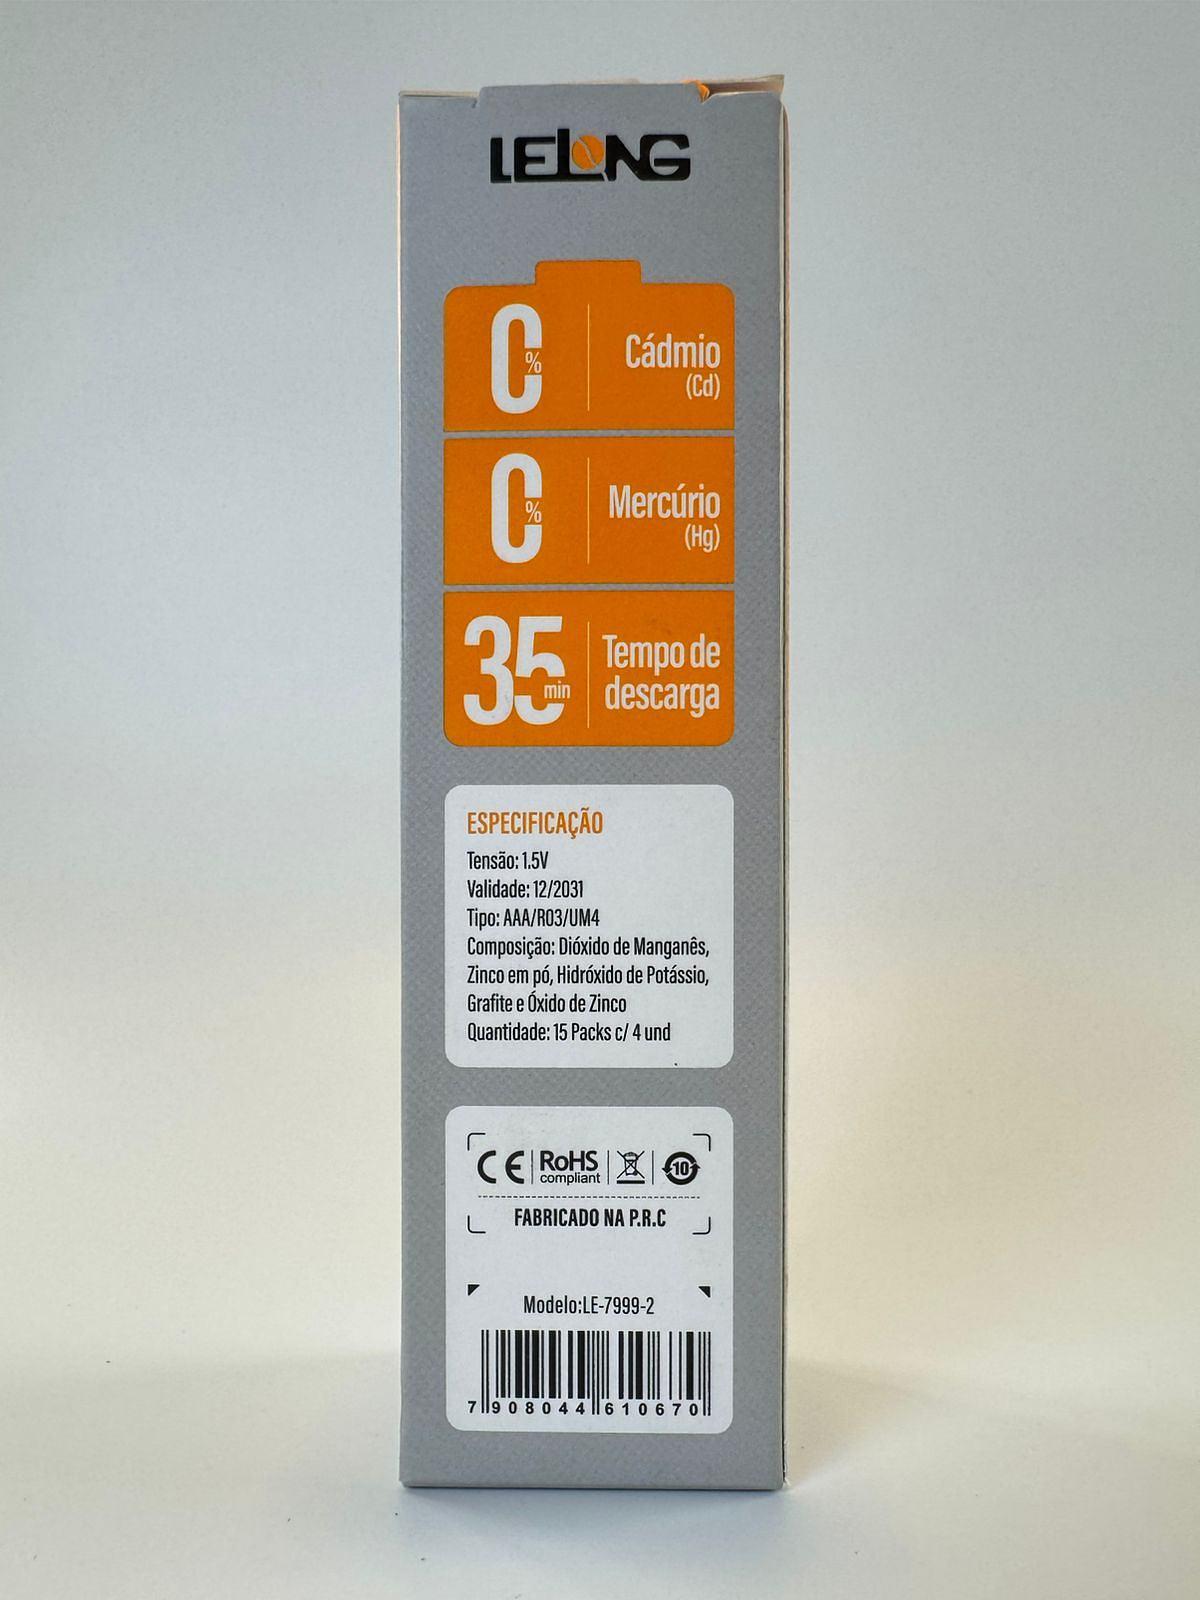 LELONG
0% Cádmio
(Cd)
0% Mercúrio
(Hg)
35 min Tempo de
descarga
ESPECIFICAÇÃO
Tensão: 1.5V
Validade: 12/2031
Tipo: AAA/R03/UM4
Composição: Dióxido de Manganês,
Zinco em pó, Hidróxido de Potássio,
Grafite e Óxido de Zinco
Quantidade: 15 Packs c/ 4 und
CE RoHS 10
compliant
FABRICADO NA P.R.C
Modelo:LE-7999-2
7 908044 610670